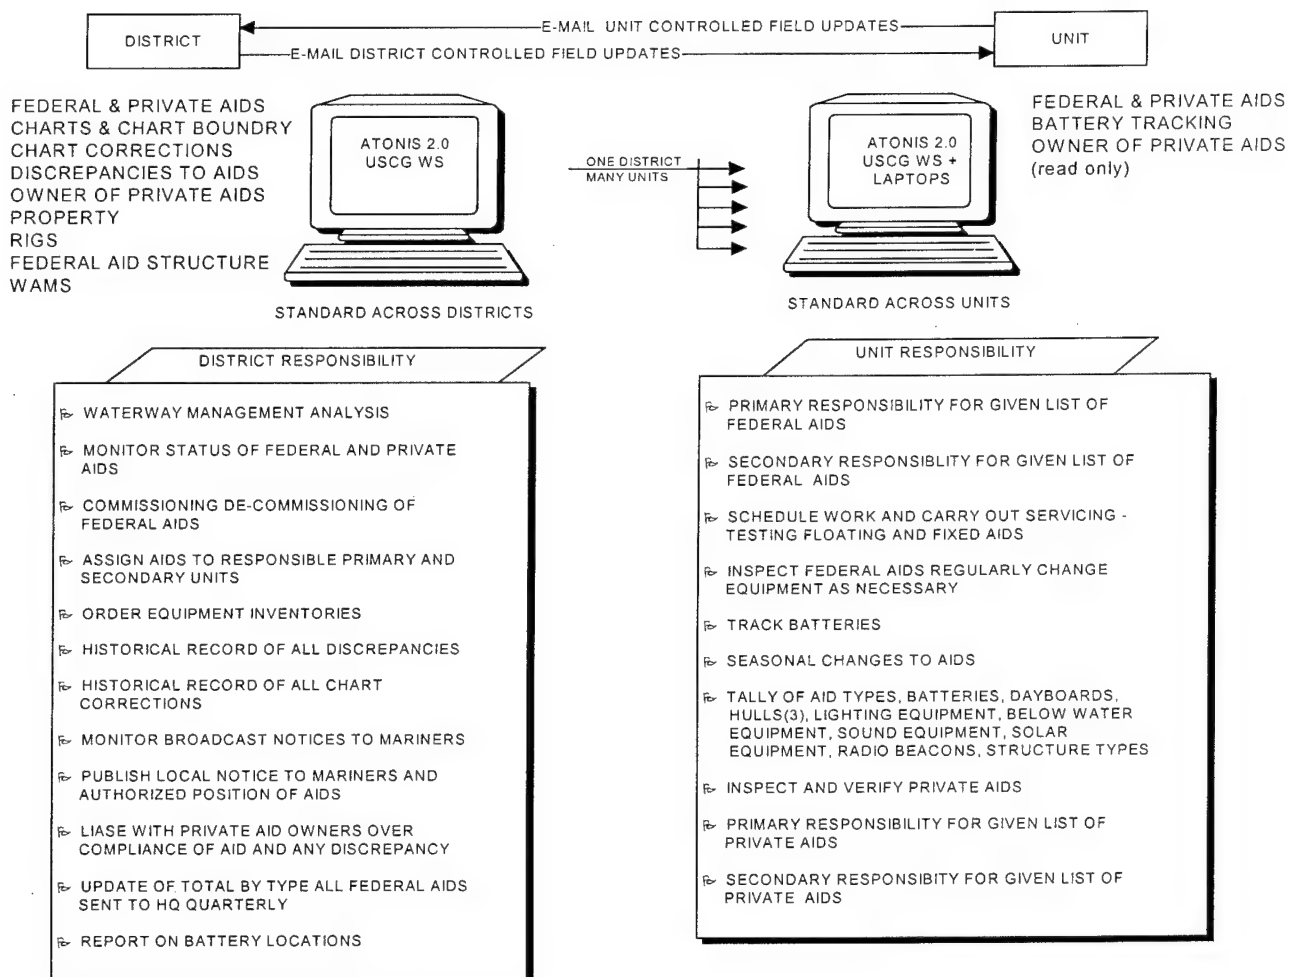 DISTRICT
E-MAIL UNIT CONTROLLED FIELD UPDATES
E-MAIL DISTRICT CONTROLLED FIELD UPDATES
UNIT
FEDERAL & PRIVATE AIDS
CHARTS & CHART BOUNDRY
CHART CORRECTIONS
DISCREPANCIES TO AIDS
OWNER OF PRIVATE AIDS
PROPERTY
RIGS
FEDERAL AID STRUCTURE
WAMS
ATONIS 2.0
USCG WS
STANDARD ACROSS DISTRICTS
ONE DISTRICT
MANY UNITS
ATONIS 2.0
USCG WS +
LAPTOPS
STANDARD ACROSS UNITS
FEDERAL & PRIVATE AIDS
BATTERY TRACKING
OWNER OF PRIVATE AIDS
(read only)
DISTRICT RESPONSIBILITY
WATERWAY MANAGEMENT ANALYSIS
MONITOR STATUS OF FEDERAL AND PRIVATE
AIDS
COMMISSIONING DE-COMMISSIONING OF
FEDERAL AIDS
ASSIGN AIDS TO RESPONSIBLE PRIMARY AND
SECONDARY UNITS
ORDER EQUIPMENT INVENTORIES
HISTORICAL RECORD OF ALL DISCREPANCIES
HISTORICAL RECORD OF ALL CHART
CORRECTIONS
MONITOR BROADCAST NOTICES TO MARINERS
PUBLISH LOCAL NOTICE TO MARINERS AND
AUTHORIZED POSITION OF AIDS
LIASE WITH PRIVATE AID OWNERS OVER
COMPLIANCE OF AID AND ANY DISCREPANCY
UPDATE OF TOTAL BY TYPE ALL FEDERAL AIDS
SENT TO HQ QUARTERLY
REPORT ON BATTERY LOCATIONS
UNIT RESPONSIBILITY
PRIMARY RESPONSIBILITY FOR GIVEN LIST OF
FEDERAL AIDS
SECONDARY RESPONSIBLITY FOR GIVEN LIST OF
FEDERAL AIDS
SCHEDULE WORK AND CARRY OUT SERVICING -
TESTING FLOATING AND FIXED AIDS
INSPECT FEDERAL AIDS REGULARLY CHANGE
EQUIPMENT AS NECESSARY
TRACK BATTERIES
SEASONAL CHANGES TO AIDS
TALLY OF AID TYPES, BATTERIES, DAYBOARDS,
HULLS(3), LIGHTING EQUIPMENT, BELOW WATER
EQUIPMENT, SOUND EQUIPMENT, SOLAR
EQUIPMENT, RADIO BEACONS, STRUCTURE TYPES
INSPECT AND VERIFY PRIVATE AIDS
PRIMARY RESPONSIBILITY FOR GIVEN LIST OF
PRIVATE AIDS
SECONDARY RESPONSIBITY FOR GIVEN LIST OF
PRIVATE AIDS